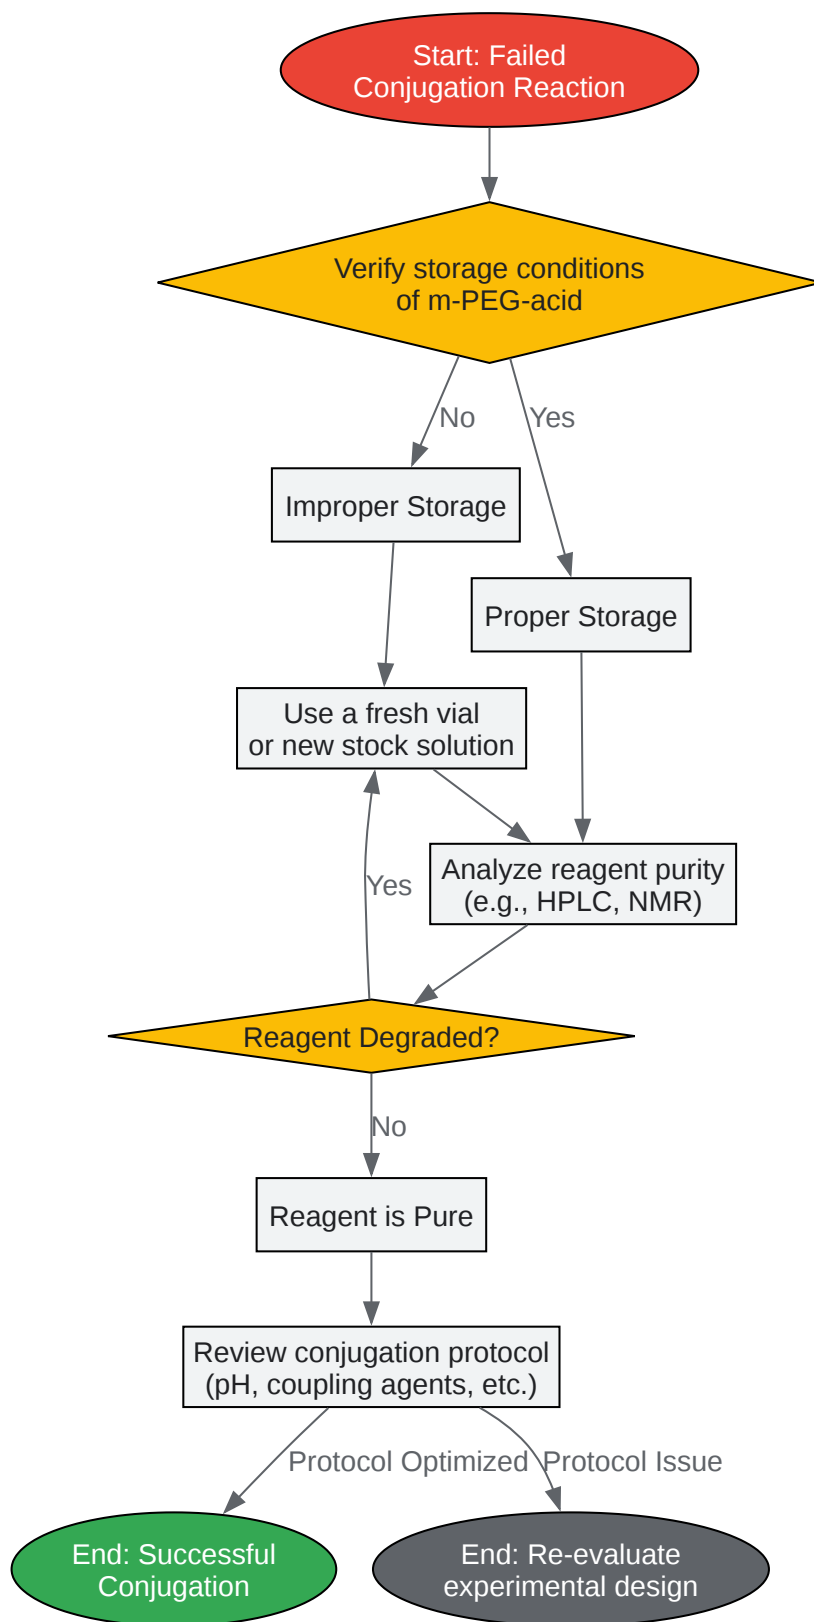 Start: Failed
Conjugation Reaction
Verify storage conditions
of m-PEG-acid
No
Yes
Improper Storage
Proper Storage
Use a fresh vial
or new stock solution
Analyze reagent purity
(e.g., HPLC, NMR)
Yes
Reagent Degraded?
No
Reagent is Pure
Review conjugation protocol
(pH, coupling agents, etc.)
Protocol Optimized
Protocol Issue
End: Successful
Conjugation
End: Re-evaluate
experimental design